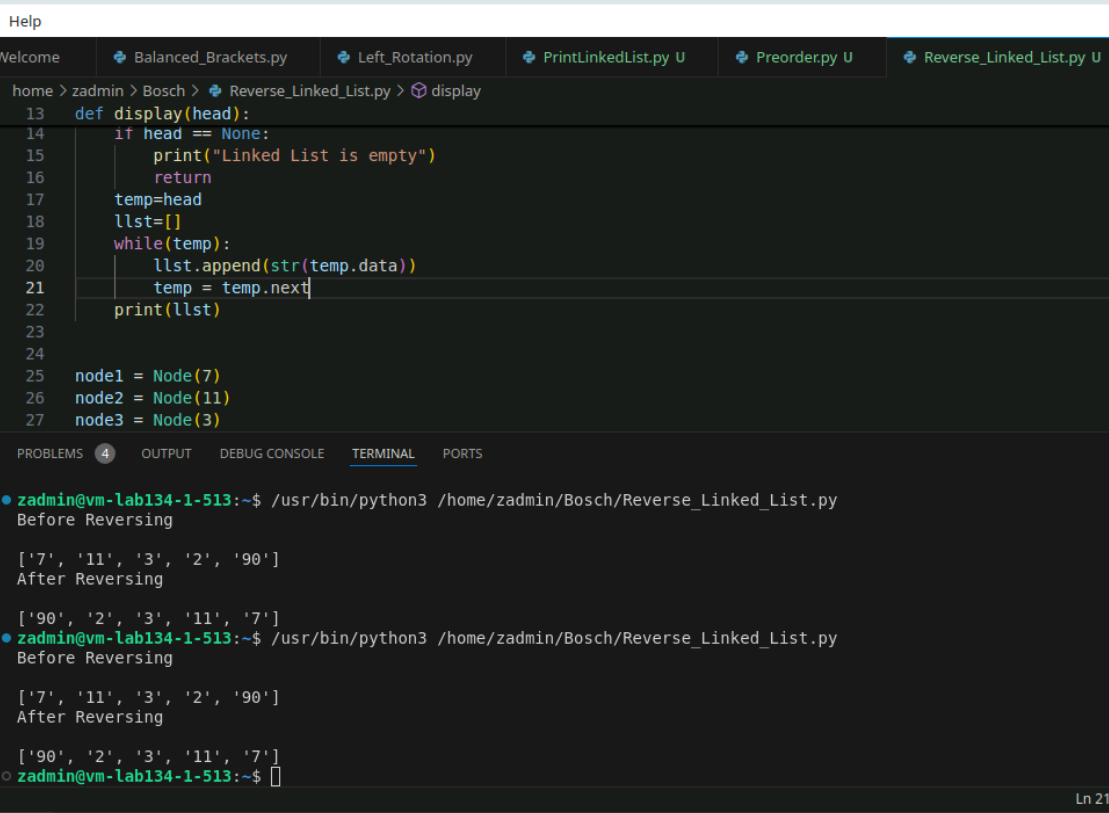 Help
Welcome Balanced_Brackets.py Left_Rotation.py PrintLinkedList.py U Preorder.py U Reverse_Linked_List.py U
home > zadmin > Bosch > Reverse_Linked_List.py > display
13 def display(head):
14     if head == None:
15         print("Linked List is empty")
16         return
17     temp=head
18     llst=[]
19     while(temp):
20         llst.append(str(temp.data))
21         temp = temp.next
22     print(llst)
23
24
25 node1 = Node(7)
26 node2 = Node(11)
27 node3 = Node(3)
PROBLEMS 4 OUTPUT DEBUG CONSOLE TERMINAL PORTS
zadmin@vm-lab134-1-513:~$ /usr/bin/python3 /home/zadmin/Bosch/Reverse_Linked_List.py
Before Reversing
['7', '11', '3', '2', '90']
After Reversing
['90', '2', '3', '11', '7']
zadmin@vm-lab134-1-513:~$ /usr/bin/python3 /home/zadmin/Bosch/Reverse_Linked_List.py
Before Reversing
['7', '11', '3', '2', '90']
After Reversing
['90', '2', '3', '11', '7']
zadmin@vm-lab134-1-513:~$
Ln 21